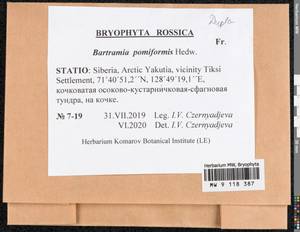 Dupla
BRYOPHYTA ROSSICA
Fr.
Bartramia pomiformis Hedw.
STATIO: Siberia, Arctic Yakutia, vicinity Tiksi
Settlement, 71°40´51,2´´N, 128°49´19,1´´E,
кочковатая осоково-кустарничковая-сфагновая
тундра, на кочке.
№ 7-19 31.VII.2019 Leg. I.V. Czernyadjeva
VI.2020 Det. I.V. Czernyadjeva
Herbarium Komarov Botanical Institute (LE)
Herbarium MW, Bryophyta
MW 9 118 387